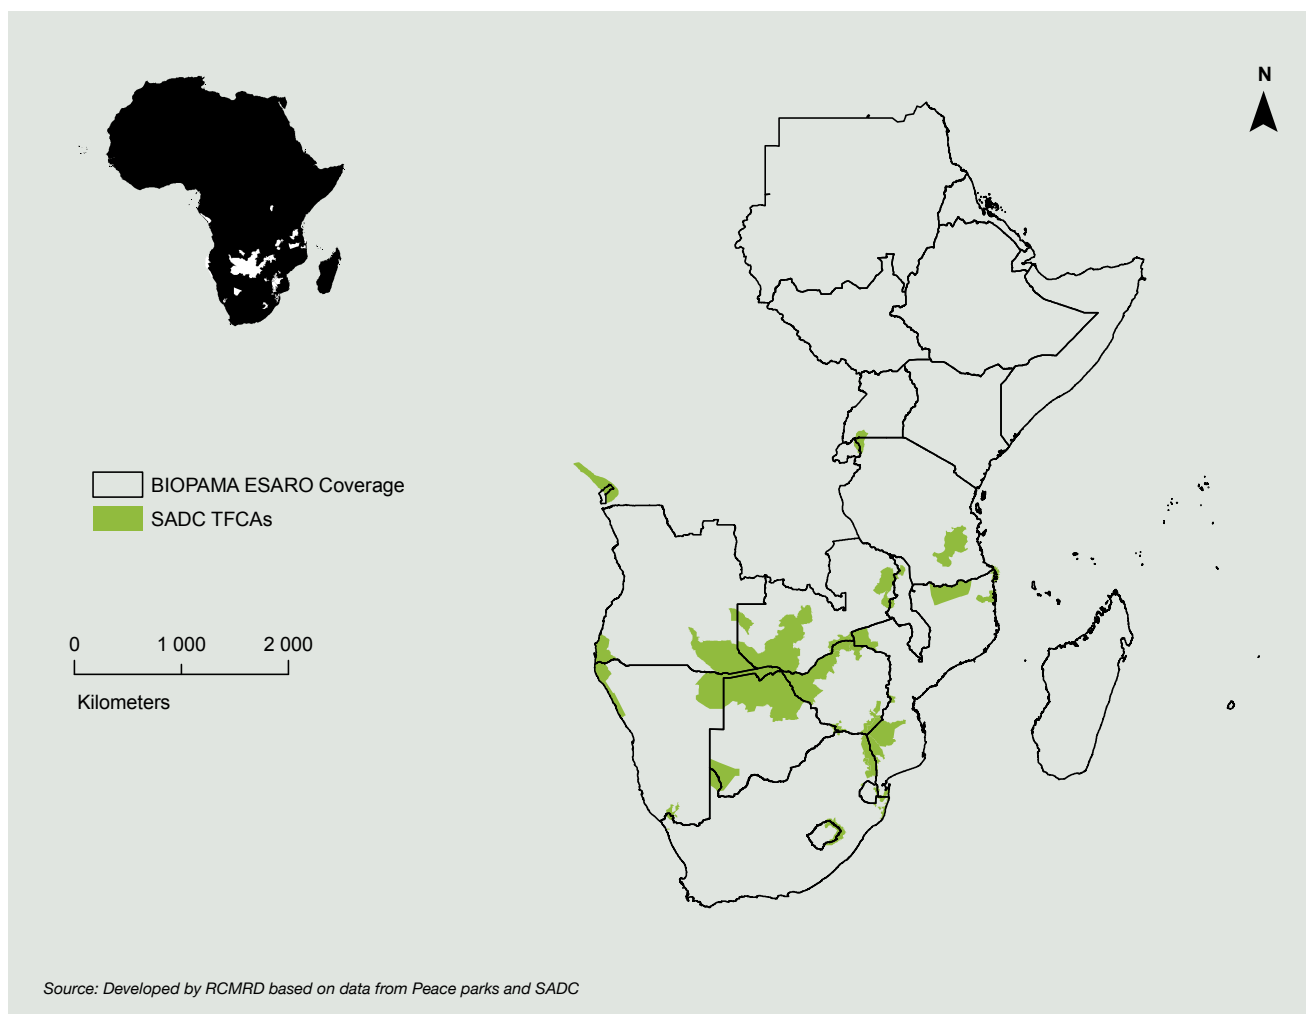 N
BIOPAMA ESARO Coverage
SADC TFCAs
0 1 000 2 000
Kilometers
Source: Developed by RCMRD based on data from Peace parks and SADC